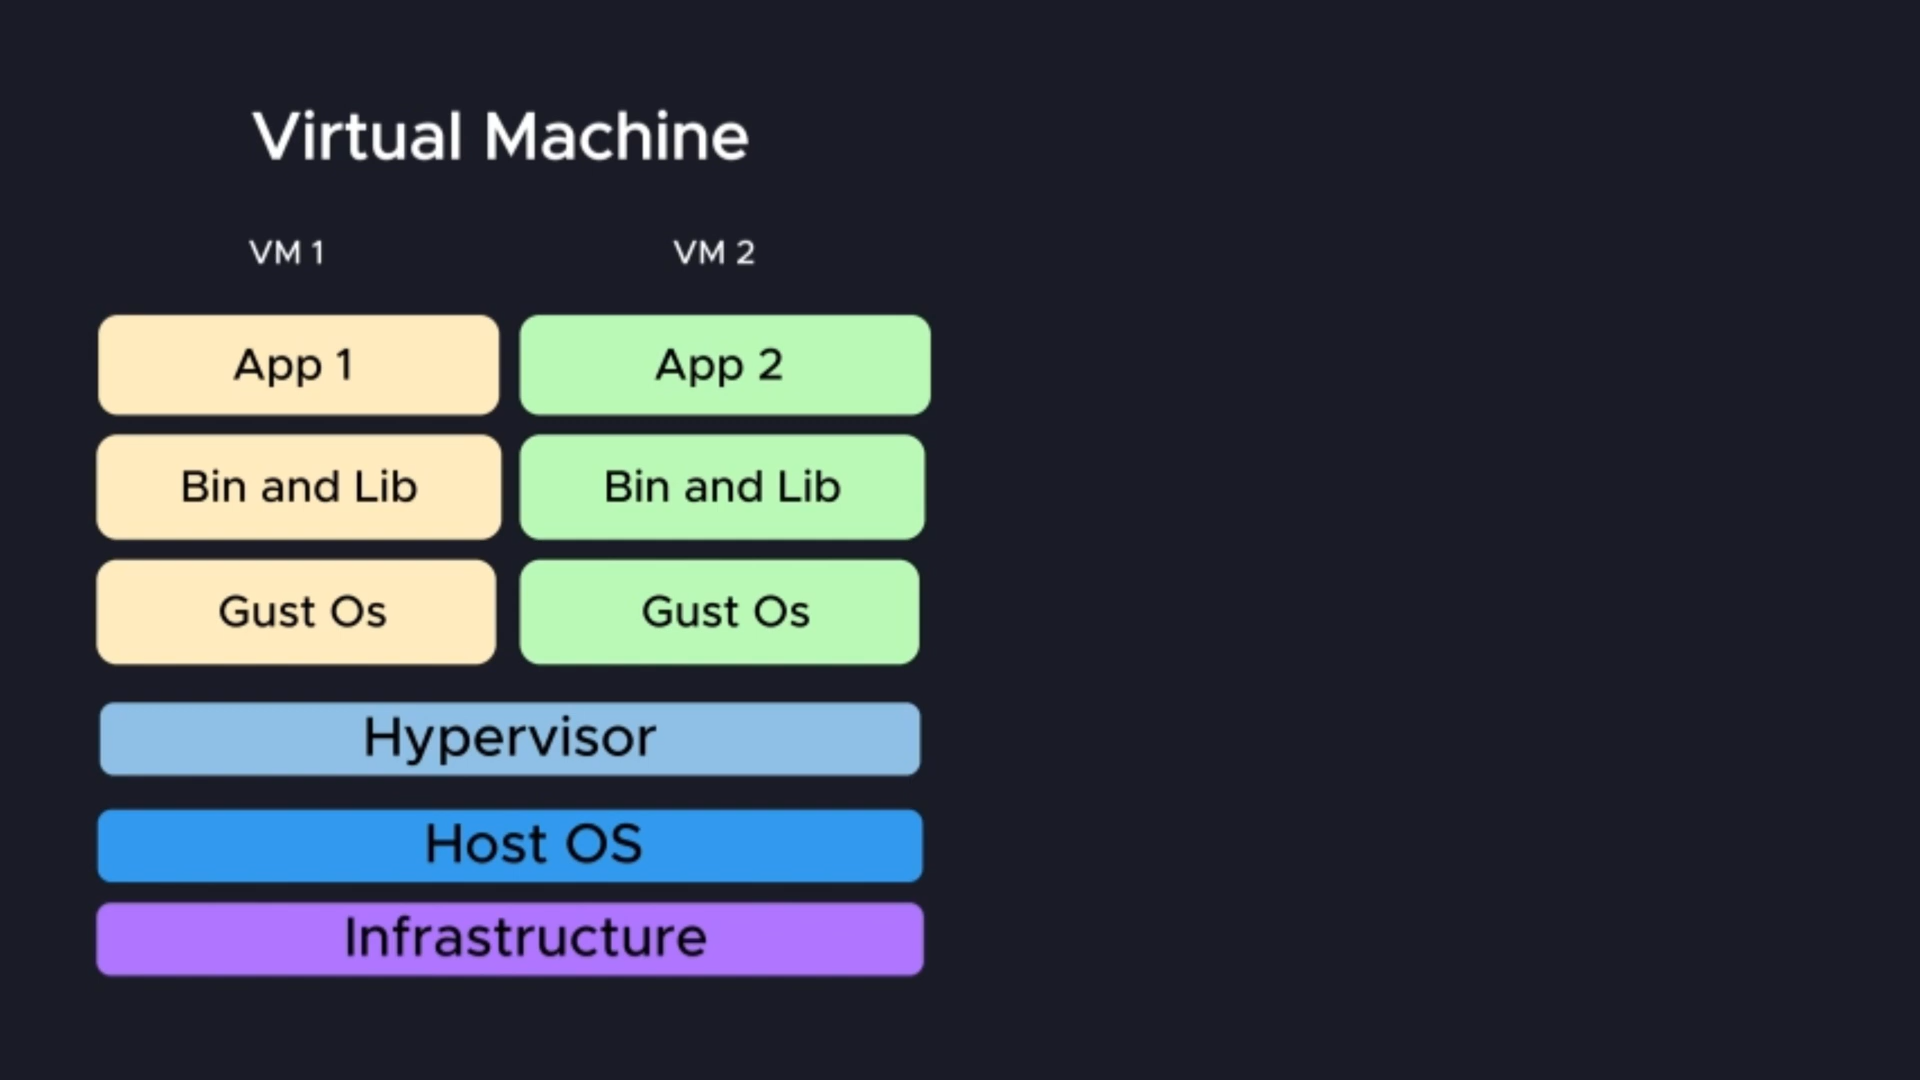 Virtual Machine
VM 1
VM 2
App 1
App 2
Bin and Lib
Bin and Lib
Gust Os
Gust Os
Hypervisor
Host OS
Infrastructure